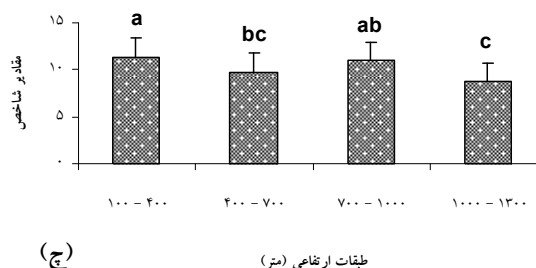 مقادیر شاخص
۱۵
۱۰
۵
۰
a
bc
ab
c
۱۰۰ - ۴۰۰
۴۰۰ - ۷۰۰
۷۰۰ - ۱۰۰۰
۱۰۰۰ - ۱۳۰۰
(چ)
طبقات ارتفاعی (متر)